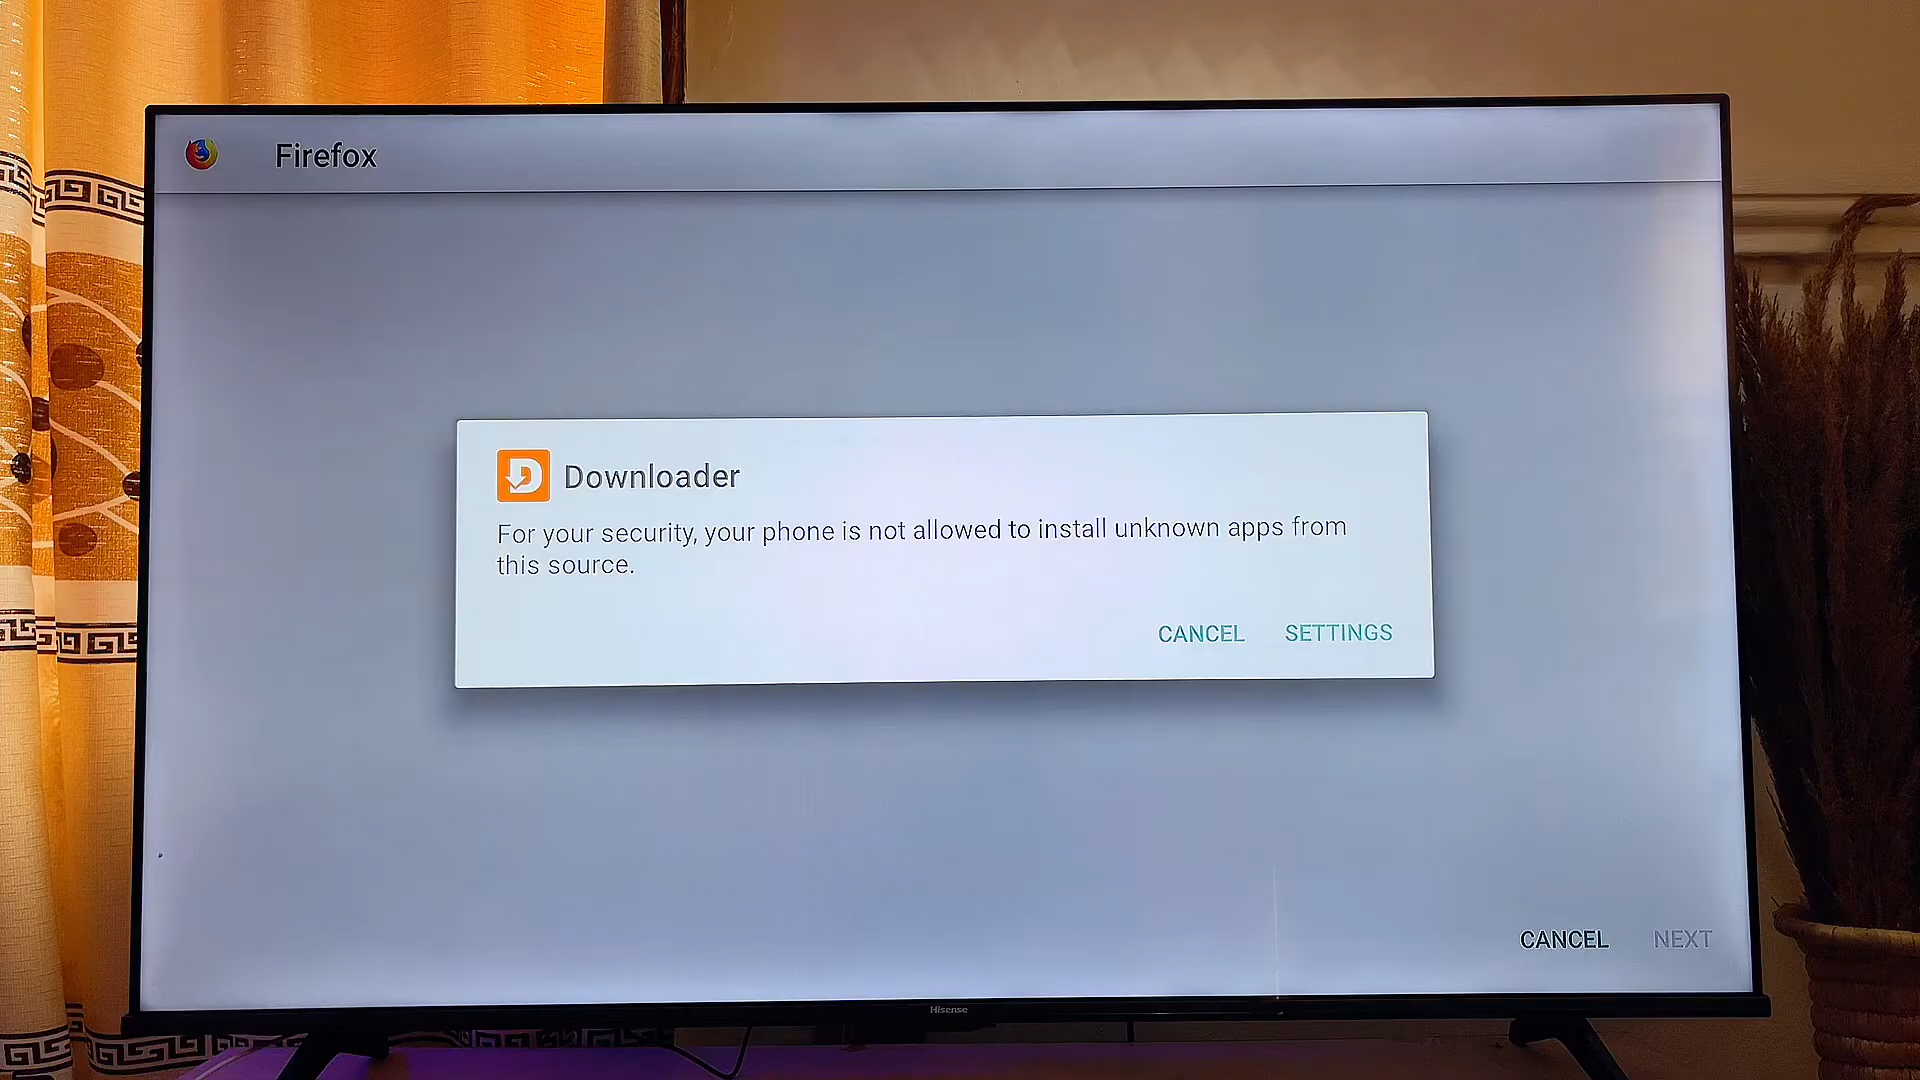 Firefox
Downloader
For your security, your phone is not allowed to install unknown apps from
this source.
CANCEL SETTINGS
CANCEL NEXT
Hisense